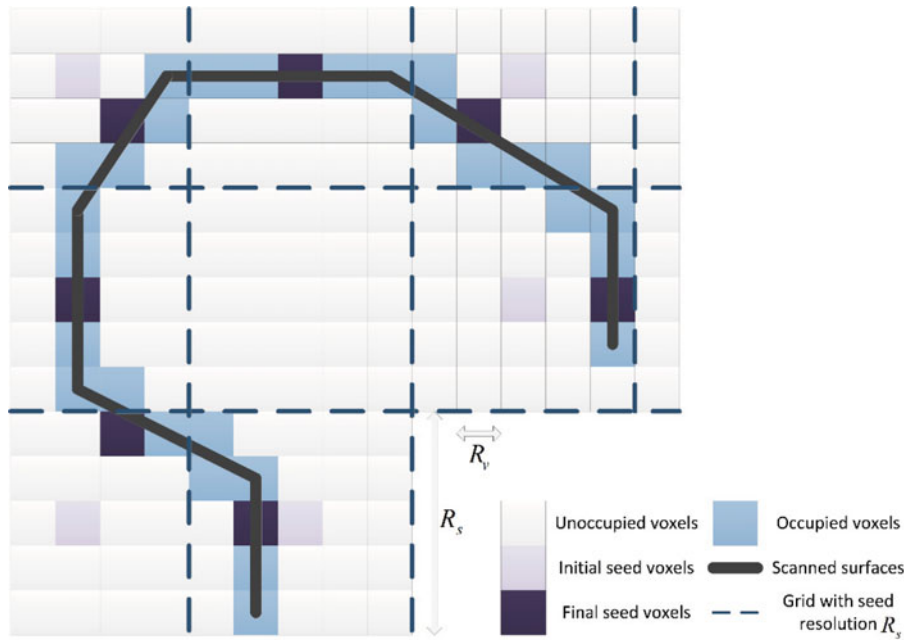 R_v
R_s
Unoccupied voxels
Occupied voxels
Initial seed voxels
Scanned surfaces
Final seed voxels
Grid with seed
resolution R_s